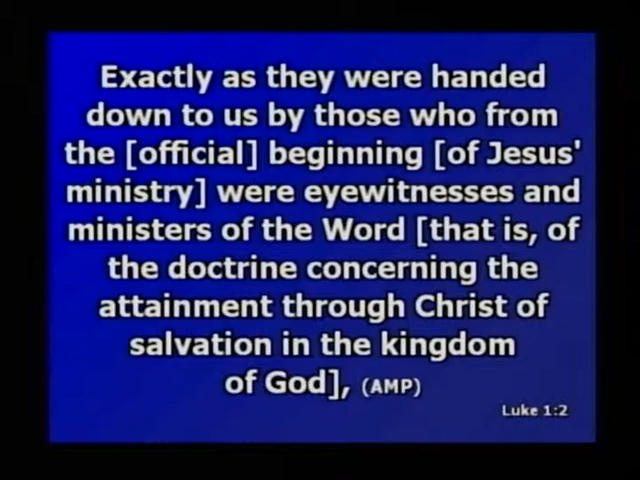 Exactly as they were handed
down to us by those who from
the [official] beginning [of Jesus'
ministry] were eyewitnesses and
ministers of the Word [that is, of
the doctrine concerning the
attainment through Christ of
salvation in the kingdom
of God], (AMP)
Luke 1:2